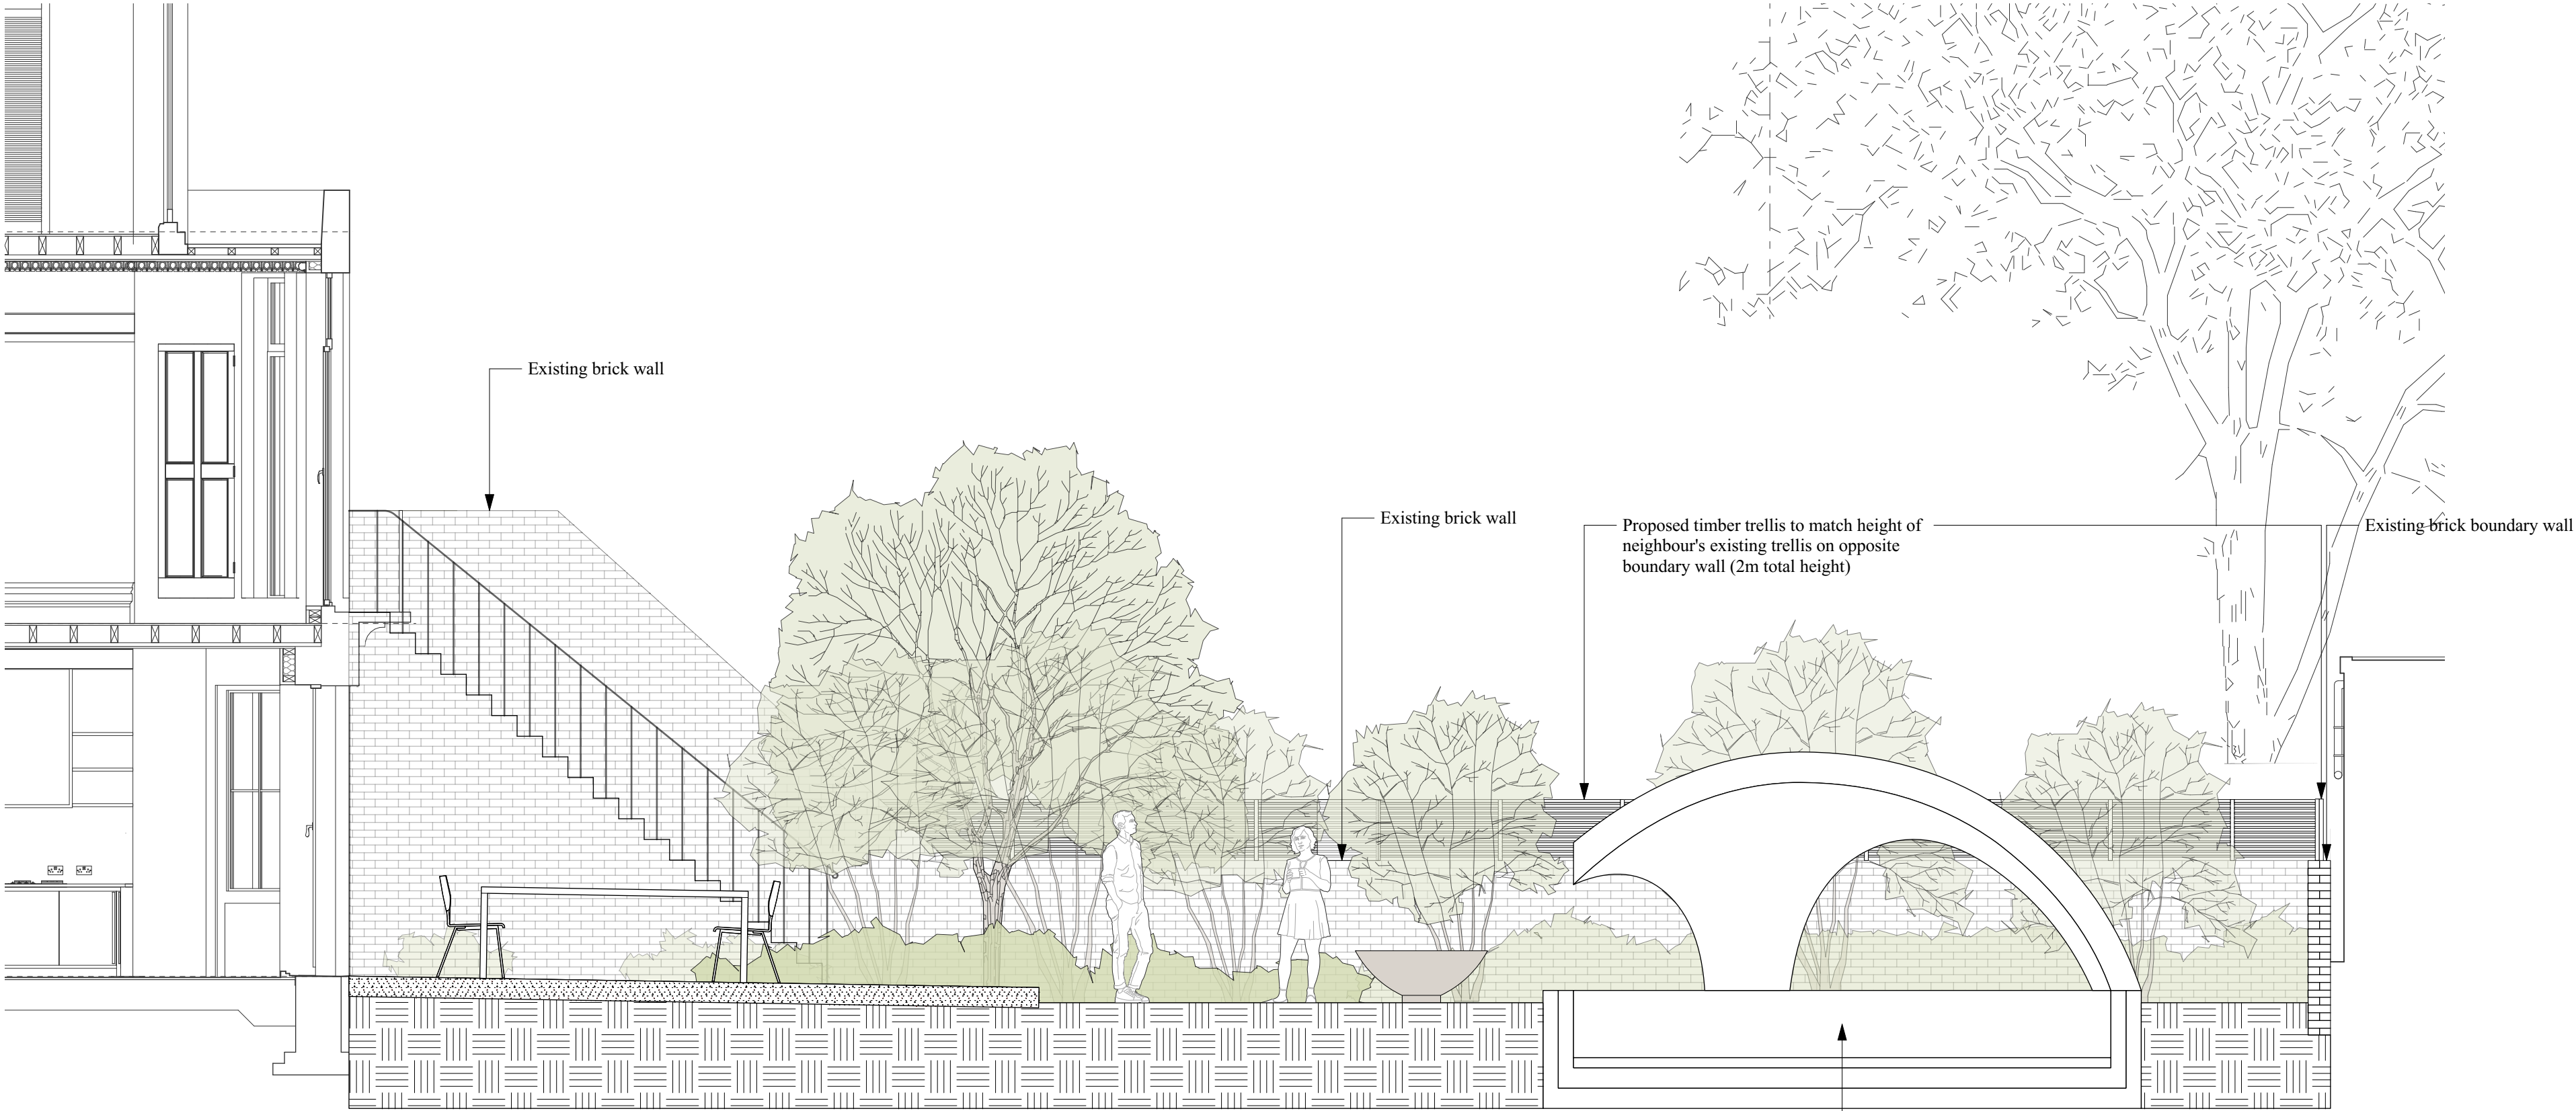 Existing brick wall
Existing brick wall
Proposed timber trellis to match height of
neighbour's existing trellis on opposite
boundary wall (2m total height)
Existing brick boundary wall